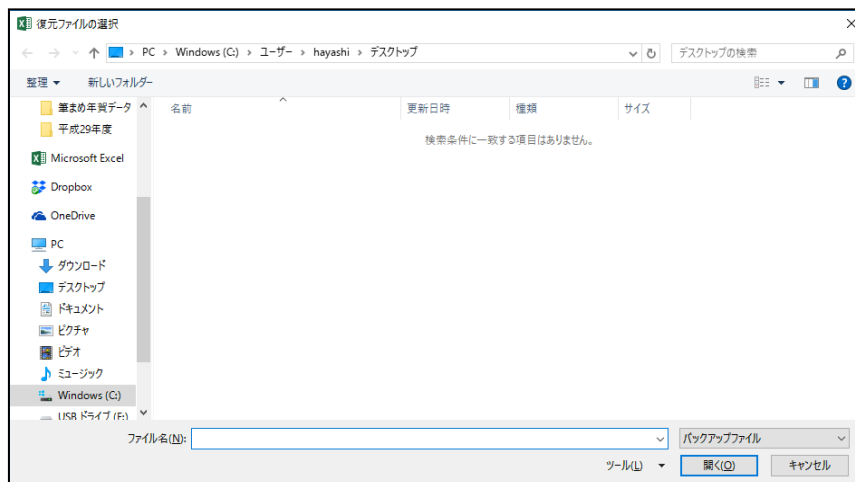 復元ファイルの選択
PC > Windows (C:) > ユーザー > hayashi > デスクトップ
デスクトップの検索
整理 新しいフォルダー
筆まめ年賀データ
平成29年度
Microsoft Excel
Dropbox
OneDrive
PC
ダウンロード
デスクトップ
ドキュメント
ピクチャ
ビデオ
ミュージック
Windows (C:)
USB ドライブ (E:)
名前 更新日時 種類 サイズ
検索条件に一致する項目はありません。
ファイル名(N):
バックアップファイル
ツール(L) 開く(O) キャンセル